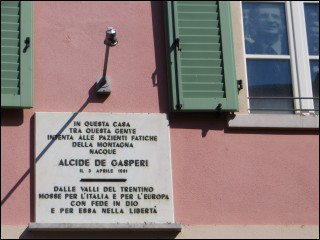 IN QUESTA CASA
TRA QUESTA GENTE
INTENTA ALLE PAZIENTI FATICHE
DELLA MONTAGNA
NACQUE
ALCIDE DE GASPERI
IL 3 APRILE 1881
DALLE VALLI DEL TRENTINO
MOSSE PER L'ITALIA E PER L'EUROPA
CON FEDE IN DIO
E PER ESSA NELLA LIBERTÀ